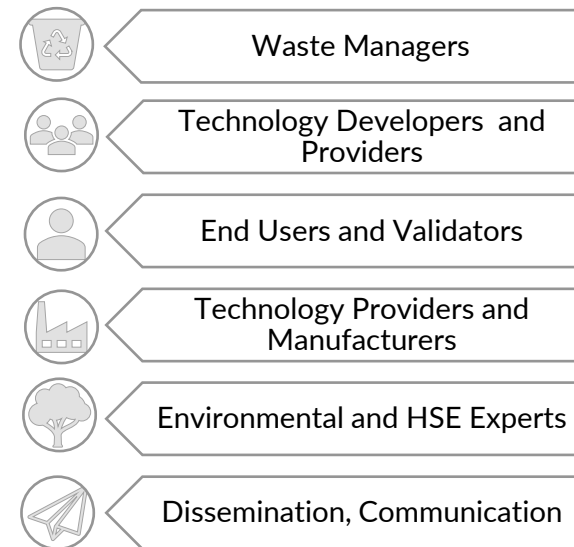 Waste Managers
Technology Developers  and
Providers
End Users and Validators
Technology Providers and
Manufacturers
Environmental and HSE Experts
Dissemination, Communication